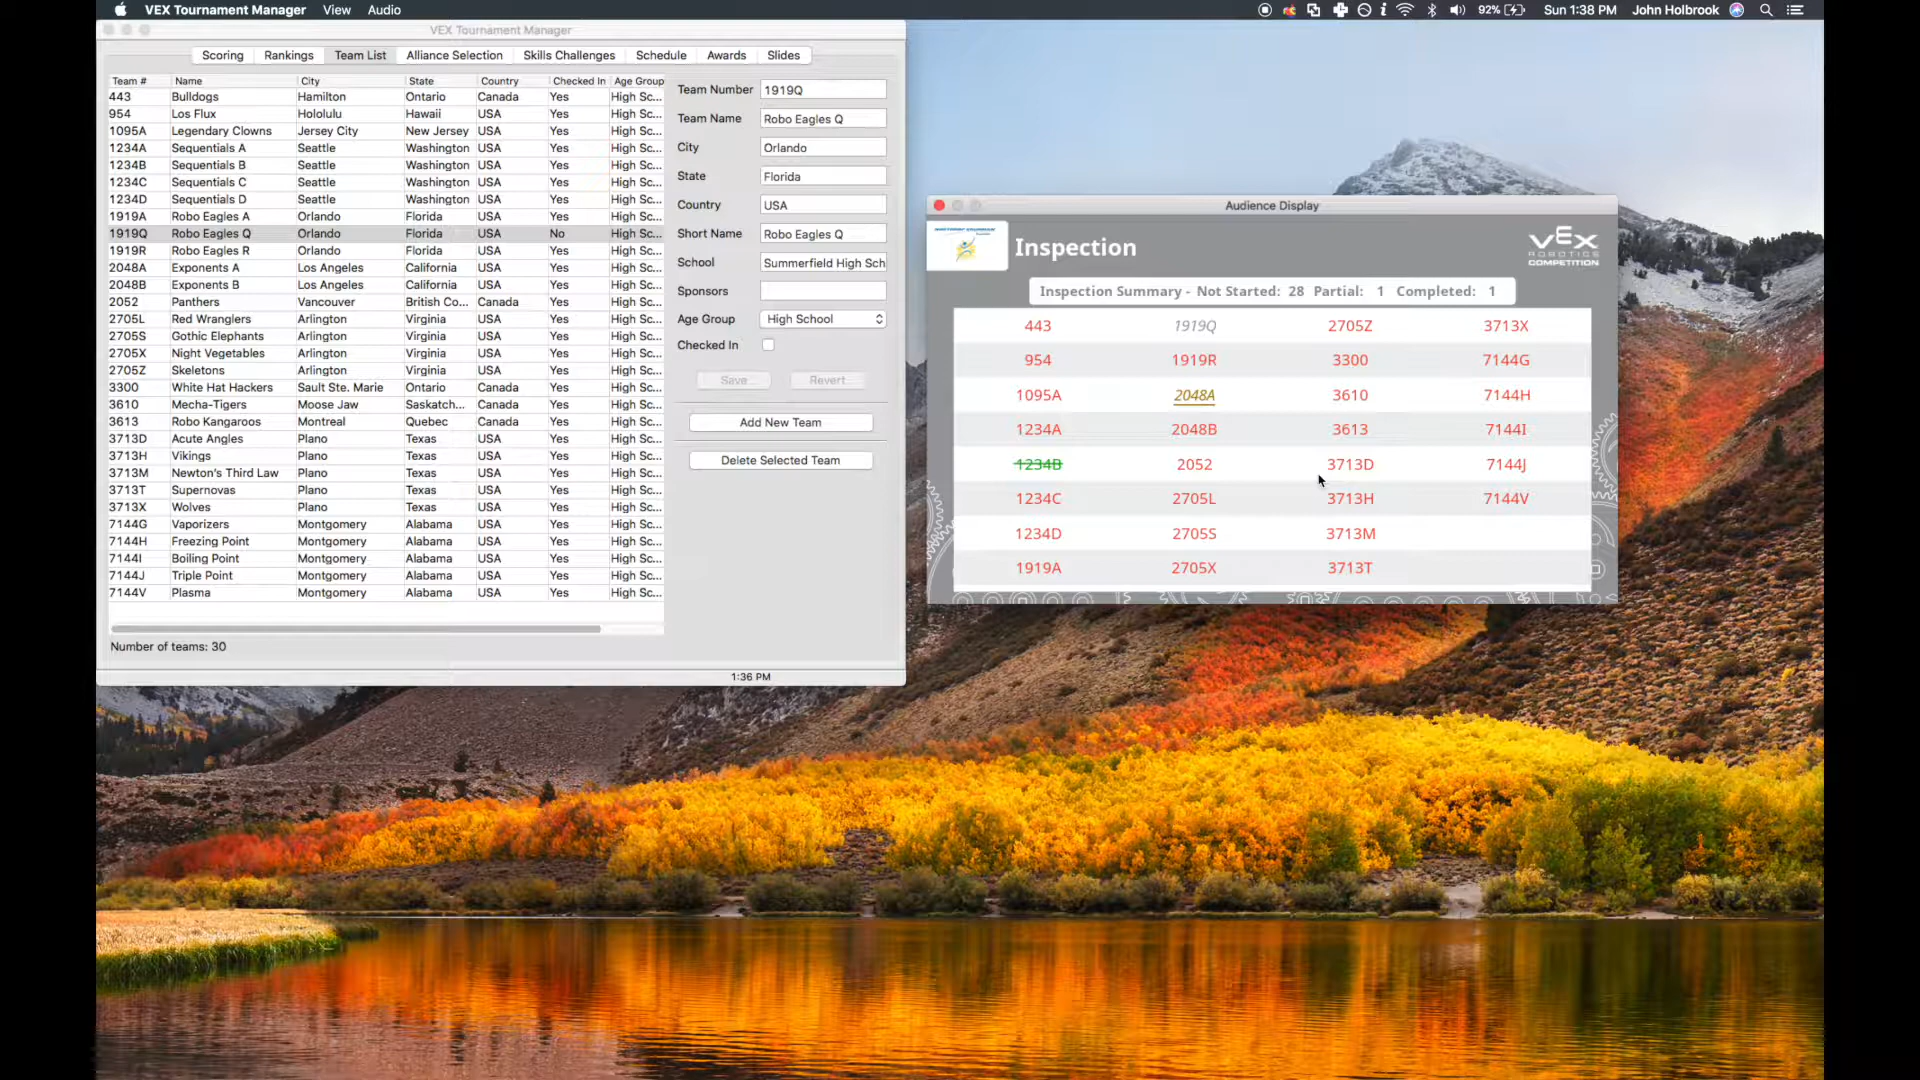 VEX Tournament Manager View Audio 92% Sun 1:38 PM John Holbrook
VEX Tournament Manager
Scoring Rankings Team List Alliance Selection Skills Challenges Schedule Awards Slides
Team # Name City State Country Checked In Age Group
443 Bulldogs Hamilton Ontario Canada Yes High Sc...
954 Los Flux Hololulu Hawaii USA Yes High Sc...
1095A Legendary Clowns Jersey City New Jersey USA Yes High Sc...
1234A Sequentials A Seattle Washington USA Yes High Sc...
1234B Sequentials B Seattle Washington USA Yes High Sc...
1234C Sequentials C Seattle Washington USA Yes High Sc...
1234D Sequentials D Seattle Washington USA Yes High Sc...
1919A Robo Eagles A Orlando Florida USA Yes High Sc...
1919Q Robo Eagles Q Orlando Florida USA No High Sc...
1919R Robo Eagles R Orlando Florida USA Yes High Sc...
2048A Exponents A Los Angeles California USA Yes High Sc...
2048B Exponents B Los Angeles California USA Yes High Sc...
2052 Panthers Vancouver British Co... Canada Yes High Sc...
2705L Red Wranglers Arlington Virginia USA Yes High Sc...
2705S Gothic Elephants Arlington Virginia USA Yes High Sc...
2705X Night Vegetables Arlington Virginia USA Yes High Sc...
2705Z Skeletons Arlington Virginia USA Yes High Sc...
3300 White Hat Hackers Sault Ste. Marie Ontario Canada Yes High Sc...
3610 Mecha-Tigers Moose Jaw Saskatch... Canada Yes High Sc...
3613 Robo Kangaroos Montreal Quebec Canada Yes High Sc...
3713D Acute Angles Plano Texas USA Yes High Sc...
3713H Vikings Plano Texas USA Yes High Sc...
3713M Newton's Third Law Plano Texas USA Yes High Sc...
3713T Supernovas Plano Texas USA Yes High Sc...
3713X Wolves Plano Texas USA Yes High Sc...
7144G Vaporizers Montgomery Alabama USA Yes High Sc...
7144H Freezing Point Montgomery Alabama USA Yes High Sc...
7144I Boiling Point Montgomery Alabama USA Yes High Sc...
7144J Triple Point Montgomery Alabama USA Yes High Sc...
7144V Plasma Montgomery Alabama USA Yes High Sc...
Number of teams: 30
Team Number 1919Q
Team Name Robo Eagles Q
City Orlando
State Florida
Country USA
Short Name Robo Eagles Q
School Summerfield High Sch
Sponsors
Age Group High School
Checked In
Save... Revert
Add New Team
Delete Selected Team
1:36 PM
Audience Display
Inspection
VEX
ROBOTICS
COMPETITION
Inspection Summary - Not Started: 28 Partial: 1 Completed: 1
443 1919Q 2705Z 3713X
954 1919R 3300 7144G
1095A 2048A 3610 7144H
1234A 2048B 3613 7144I
1234B 2052 3713D 7144J
1234C 2705L 3713H 7144V
1234D 2705S 3713M
1919A 2705X 3713T